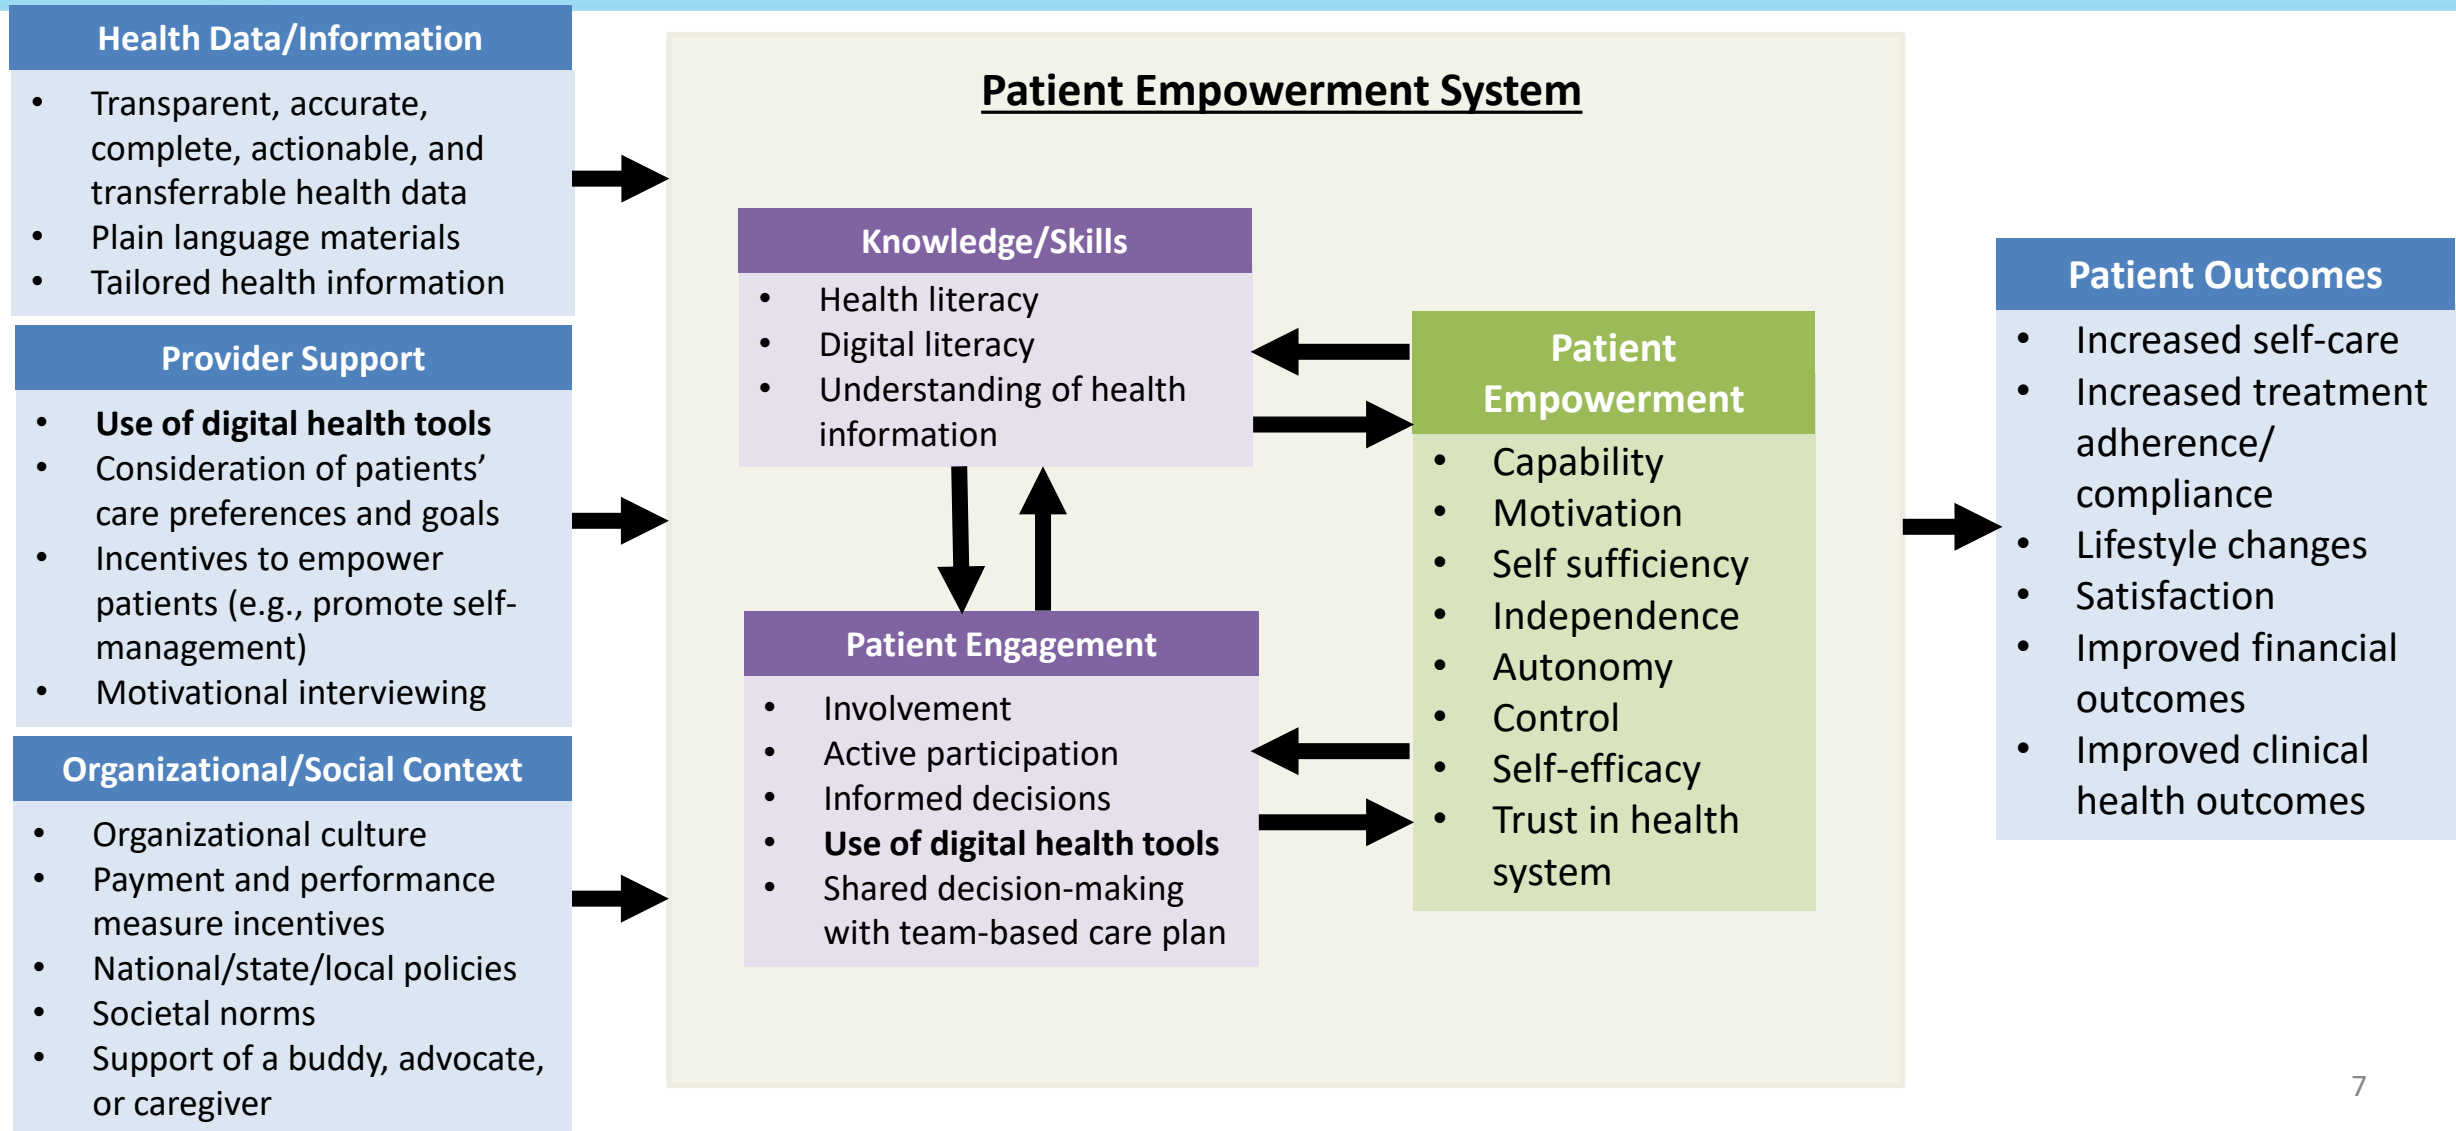 Health Data/Information
• Transparent, accurate,
complete, actionable, and
transferrable health data
• Plain language materials
• Tailored health information
Provider Support
• Use of digital health tools
• Consideration of patients’
care preferences and goals
• Incentives to empower
patients (e.g., promote self-
management)
• Motivational interviewing
Organizational/Social Context
• Organizational culture
• Payment and performance
measure incentives
• National/state/local policies
• Societal norms
• Support of a buddy, advocate,
or caregiver
Patient Empowerment System
Knowledge/Skills
• Health literacy
• Digital literacy
• Understanding of health
information
Patient Engagement
• Involvement
• Active participation
• Informed decisions
• Use of digital health tools
• Shared decision-making
with team-based care plan
Patient
Empowerment
• Capability
• Motivation
• Self sufficiency
• Independence
• Autonomy
• Control
• Self-efficacy
• Trust in health
system
Patient Outcomes
• Increased self-care
• Increased treatment
adherence/
compliance
• Lifestyle changes
• Satisfaction
• Improved financial
outcomes
• Improved clinical
health outcomes
7